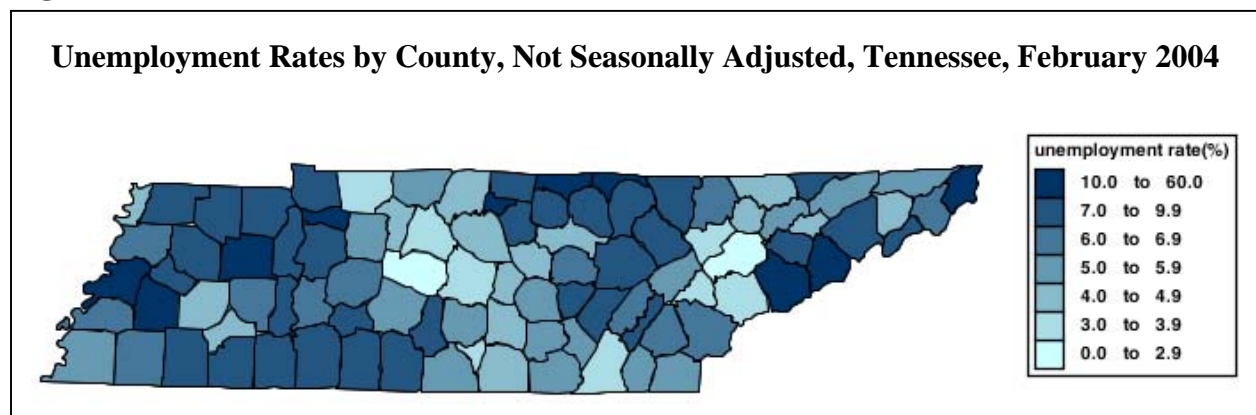 Unemployment Rates by County, Not Seasonally Adjusted, Tennessee, February 2004
unemployment rate(%)
10.0 to 60.0
7.0 to 9.9
6.0 to 6.9
5.0 to 5.9
4.0 to 4.9
3.0 to 3.9
0.0 to 2.9